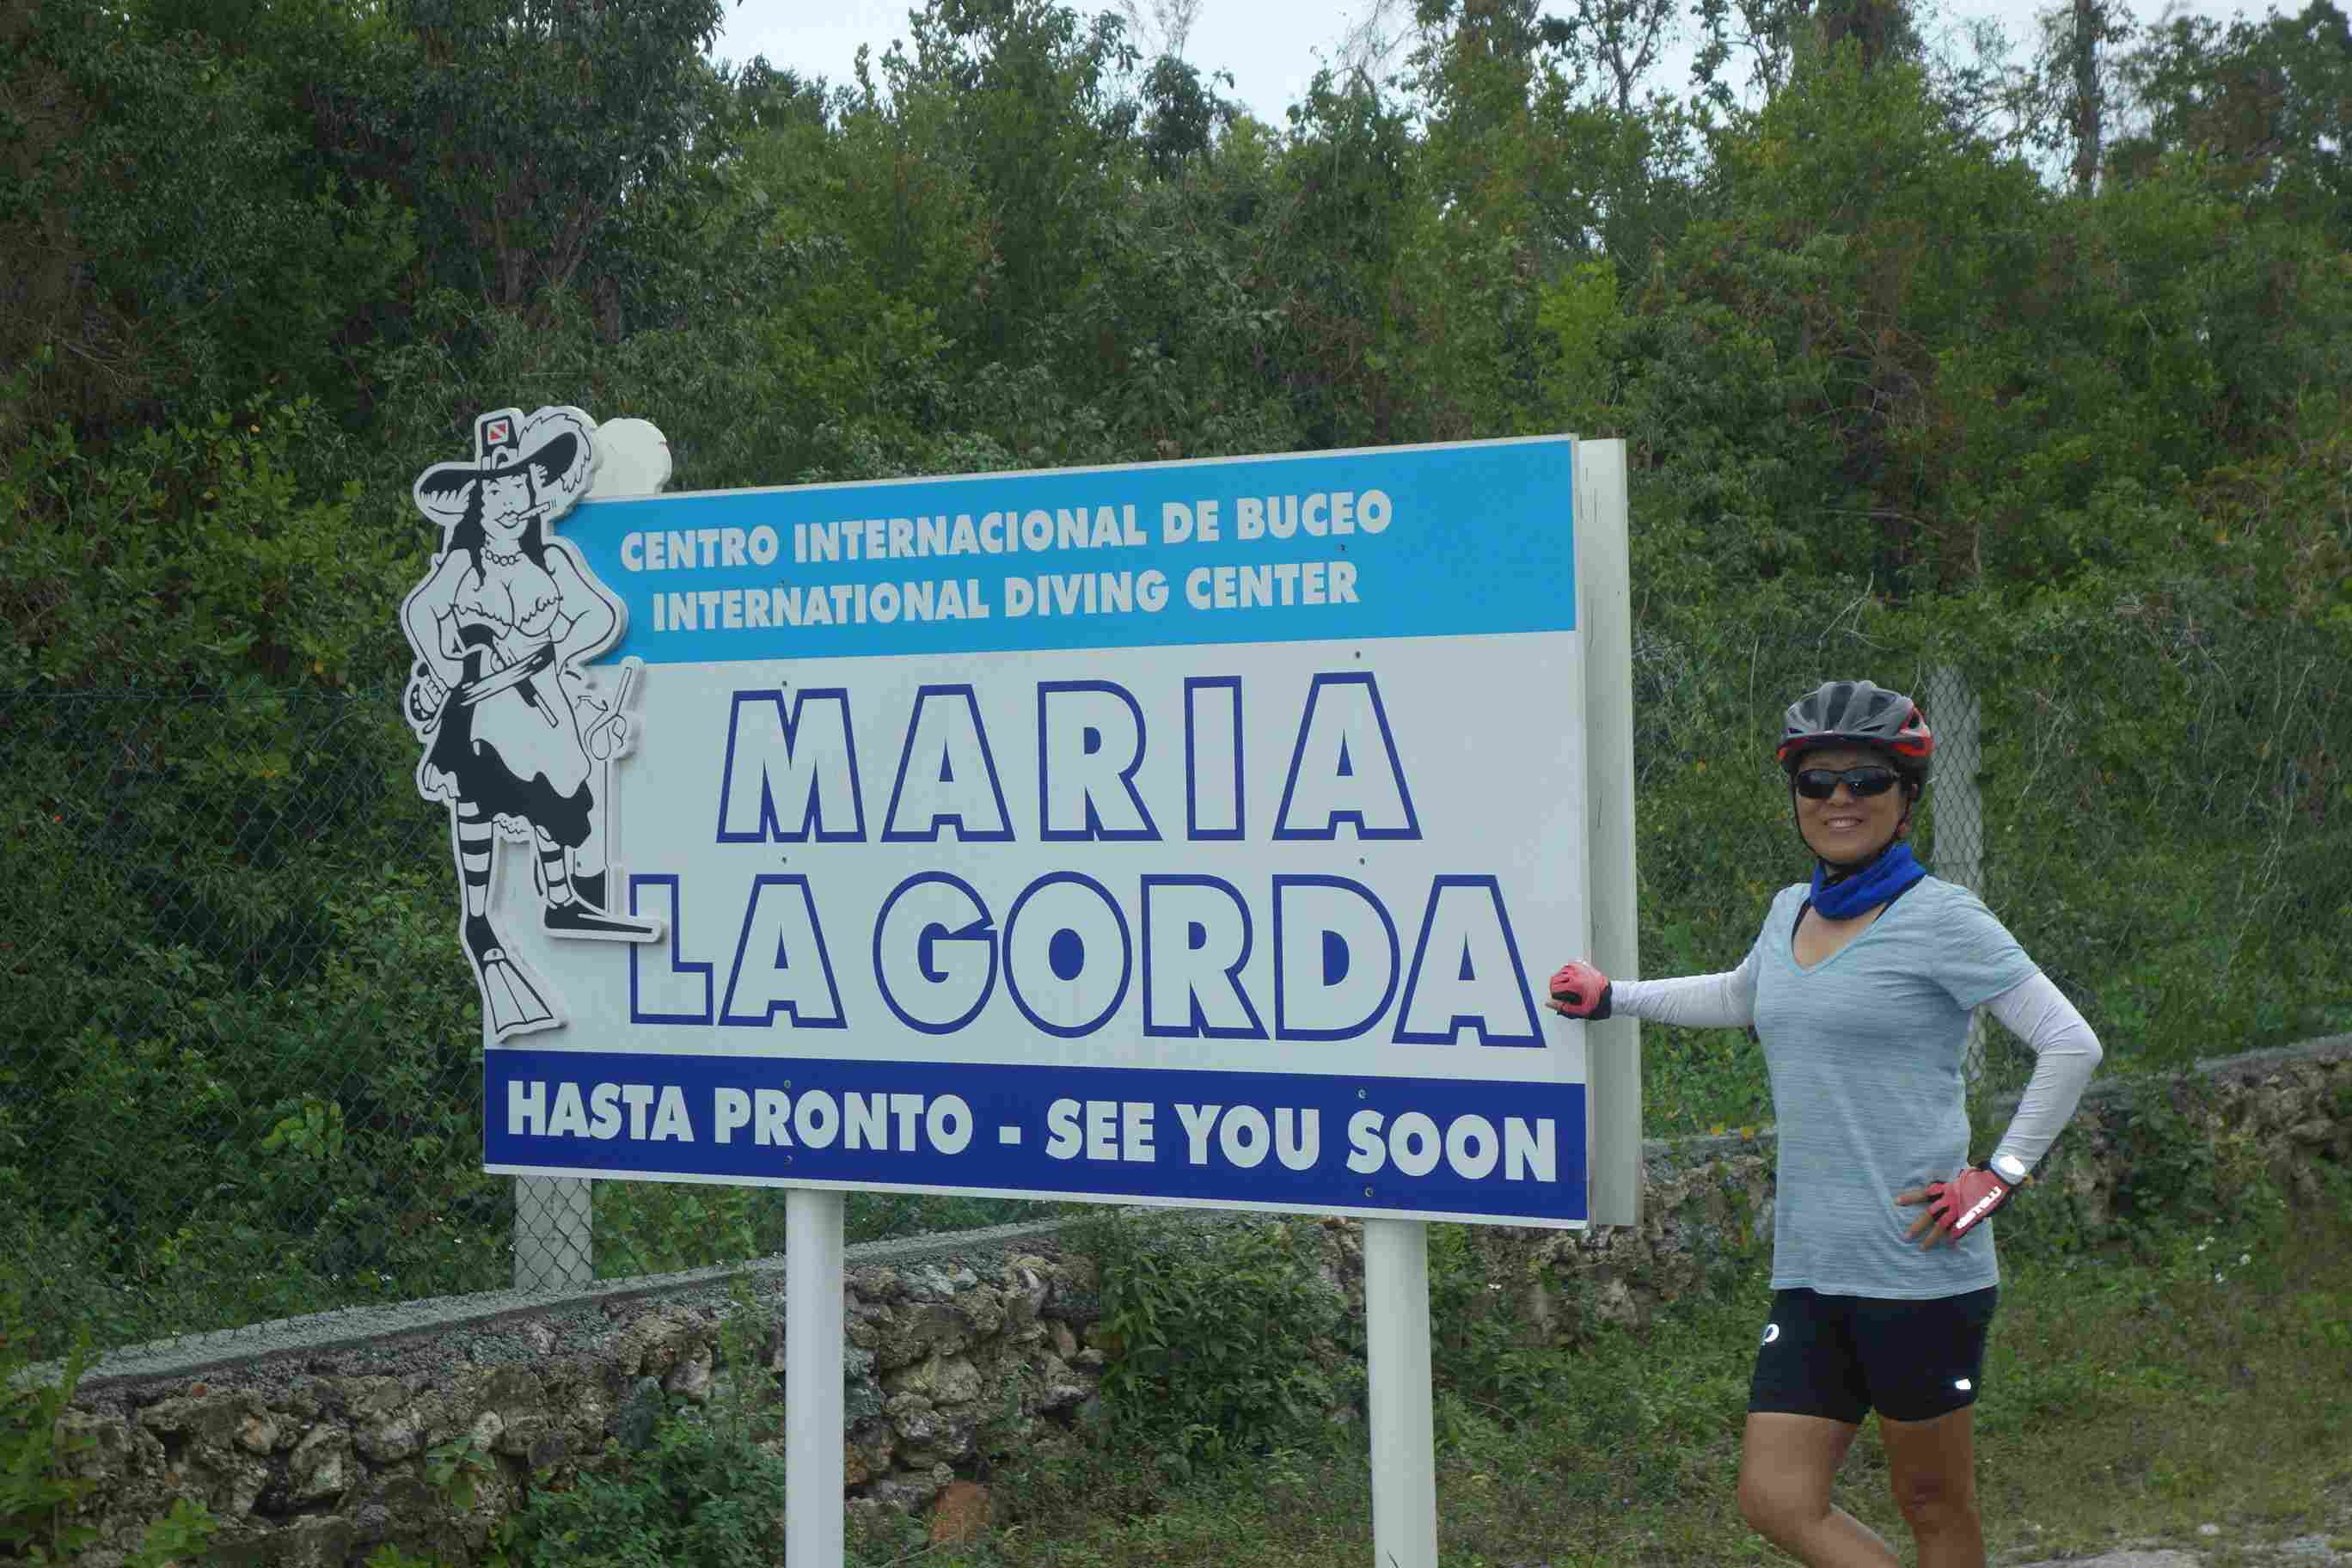 CENTRO INTERNACIONAL DE BUCEO
INTERNATIONAL DIVING CENTER
MARIA
LA GORDA
HASTA PRONTO - SEE YOU SOON